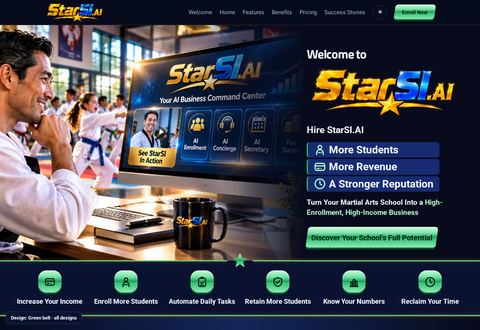 StarSI.AI
Welcome Home Features Benefits Pricing Success Stories Enroll Now
StarSI.AI
Your AI Business Command Center
See StarSI
In Action
AI
Enrollment
AI
Concierge
AI
Secretary
StarSI.AI
Welcome to
StarSI.AI
Hire StarSI.AI
More Students
More Revenue
A Stronger Reputation
Turn Your Martial Arts School Into a High-
Enrollment, High-Income Business
Discover Your School's Full Potential
Increase Your Income
Enroll More Students
Automate Daily Tasks
Retain More Students
Know Your Numbers
Reclaim Your Time
Design: Green belt · all designs